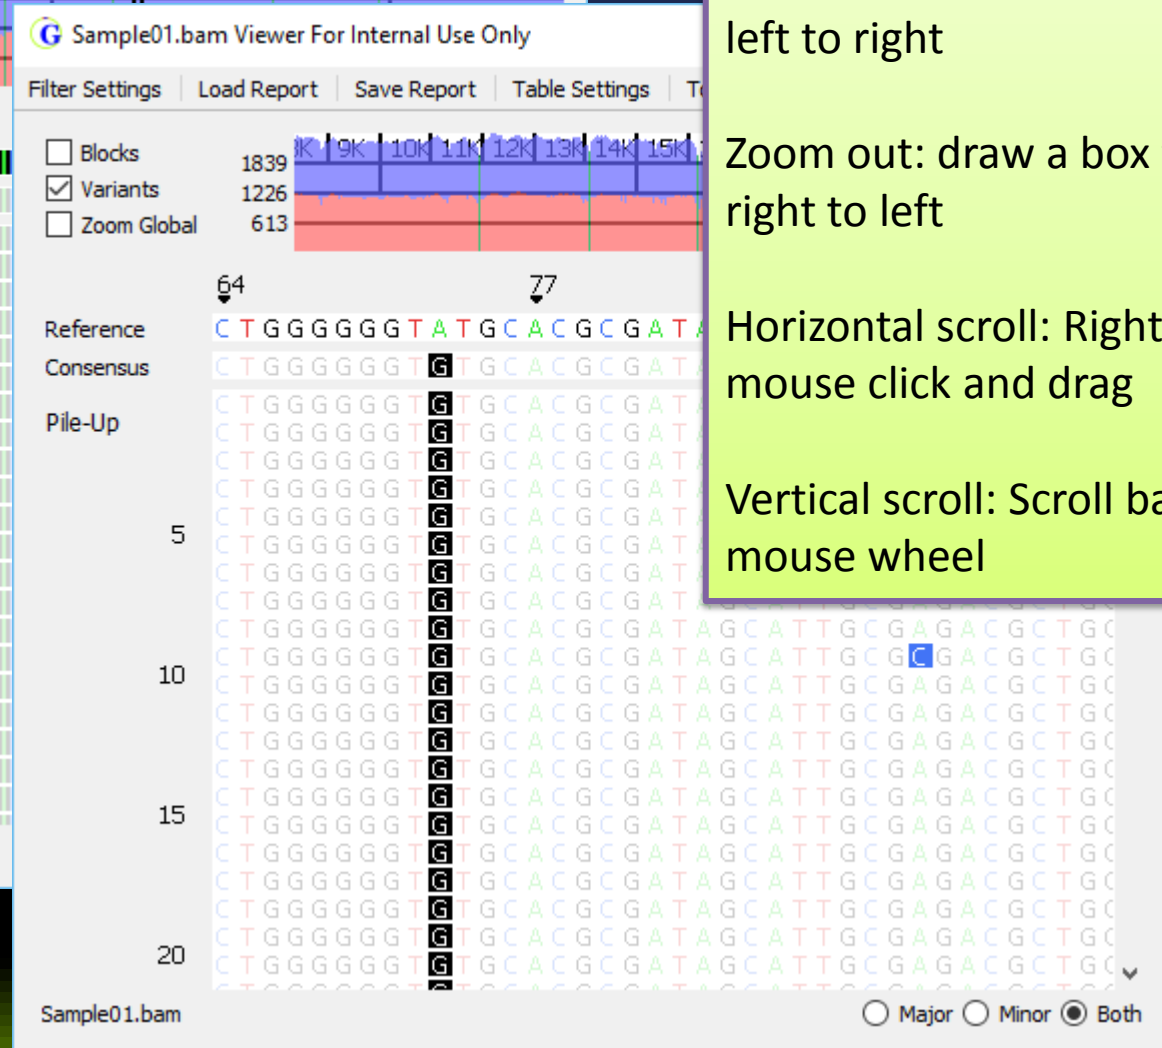 Sample01.bam Viewer For Internal Use Only
Filter Settings Load Report Save Report Table Settings
Blocks
Variants
Zoom Global
1839
1226
613
9K 10K 11K 12K 13K 14K 15K
left to right
Zoom out: draw a box
right to left
Horizontal scroll: Right
mouse click and drag
Vertical scroll: Scroll
mouse wheel
64 77
Reference C T G G G G G G T A T G C A C G C G A T
Consensus C T G G G G G G T G T G C A C G C G A T
Pile-Up
C T G G G G G G G T G C A C G C G A T
C T G G G G G G T G T G C A C G C G A T
C T G G G G G G T G T G C A C G C G A T
C T G G G G G G T G T G C A C G C G A T
C T G G G G G G T G T G C A C G C G A T
5 C T G G G G G G T G T G C A C G C G A T
C T G G G G G G T G T G C A C G C G A T
C T G G G G G G T G T G C A C G C G A T
C T G G G G G G T G T G C A C G C G A T A G C A T T G C G A G A C G C T G C
C T G G G G G G T G T G C A C G C G A T A G C A T T G C G C G A C G C T G C
10 C T G G G G G G T G T G C A C G C G A T A G C A T T G C G A G A C G C T G C
C T G G G G G G T G T G C A C G C G A T A G C A T T G C G A G A C G C T G C
C T G G G G G G T G T G C A C G C G A T A G C A T T G C G A G A C G C T G C
C T G G G G G G T G T G C A C G C G A T A G C A T T G C G A G A C G C T G C
C T G G G G G G T G T G C A C G C G A T A G C A T T G C G A G A C G C T G C
15 C T G G G G G G T G T G C A C G C G A T A G C A T T G C G A G A C G C T G C
C T G G G G G G T G T G C A C G C G A T A G C A T T G C G A G A C G C T G C
C T G G G G G G T G T G C A C G C G A T A G C A T T G C G A G A C G C T G C
C T G G G G G G T G T G C A C G C G A T A G C A T T G C G A G A C G C T G C
C T G G G G G G T G T G C A C G C G A T A G C A T T G C G A G A C G C T G C
20 C T G G G G G G T G T G C A C G C G A T A G C A T T G C G A G A C G C T G C
Sample01.bam
Major Minor Both